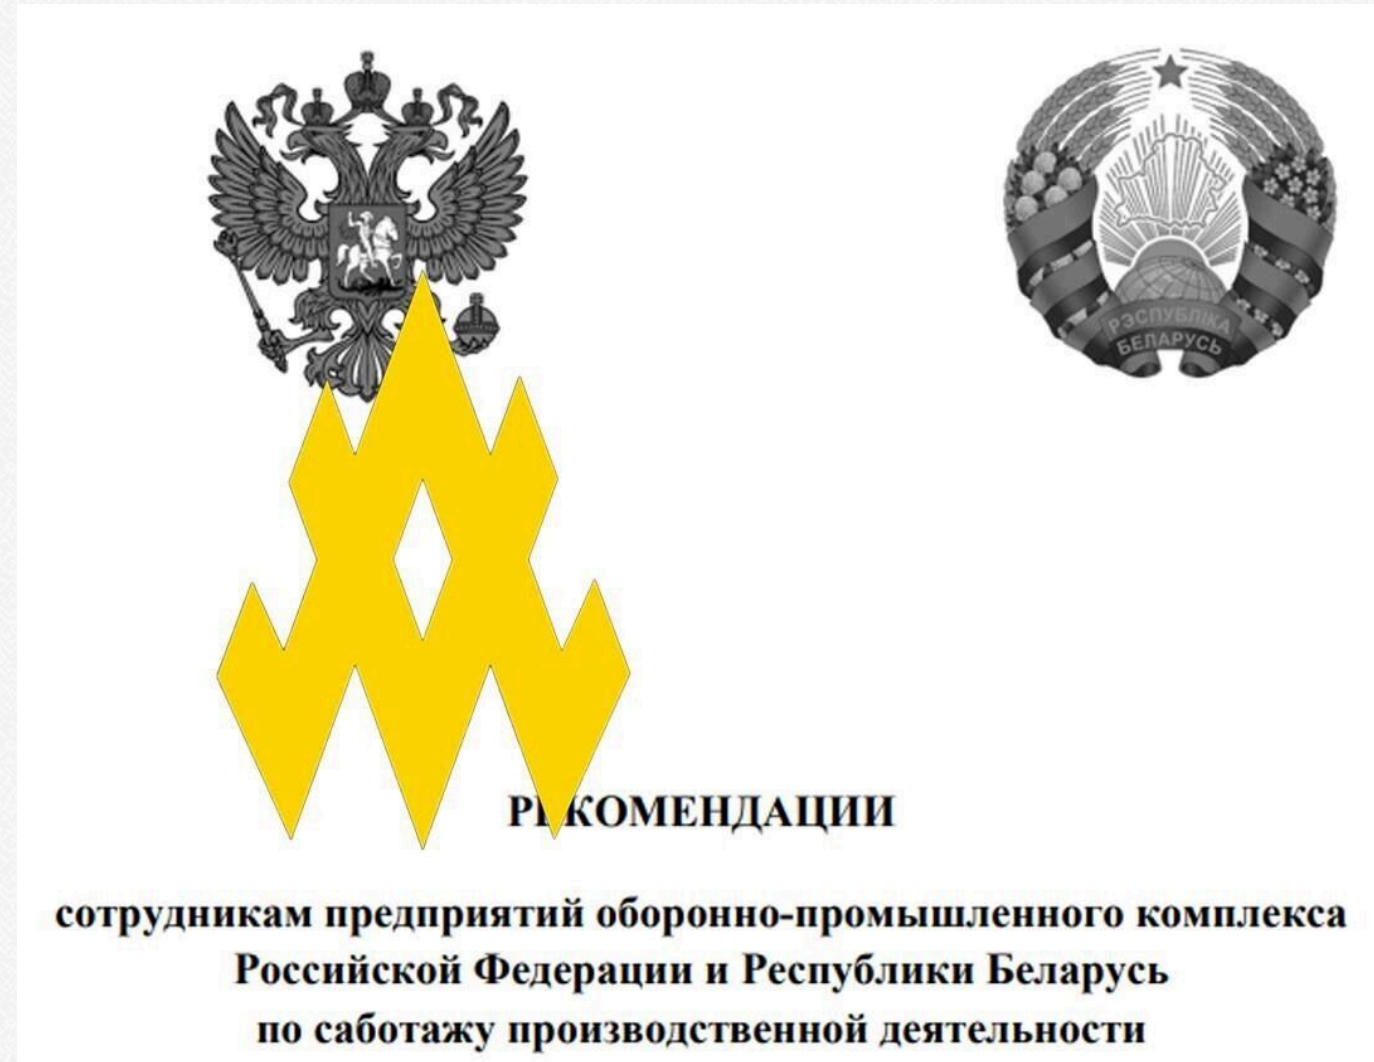 РЭСПУБЛІКА
БЕЛАРУСЬ
РЕКОМЕНДАЦИИ
сотрудникам предприятий оборонно-промышленного комплекса
Российской Федерации и Республики Беларусь
по саботажу производственной деятельности